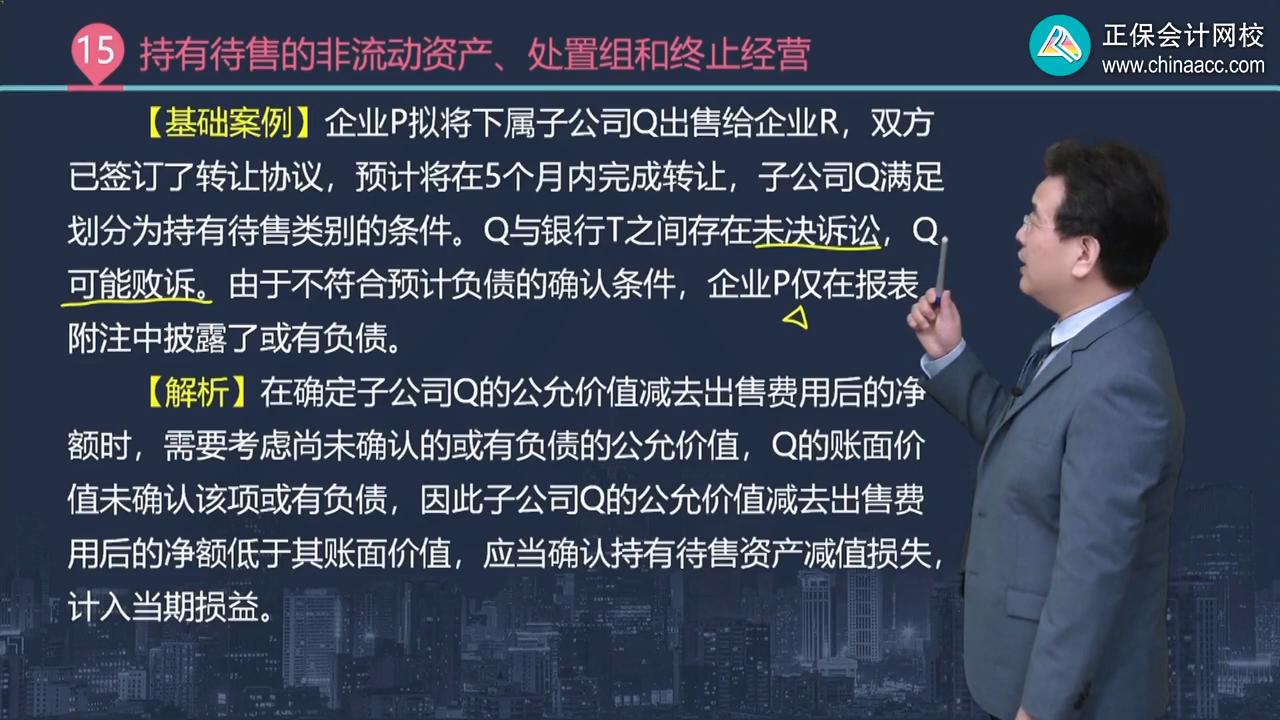 15 持有待售的非流动资产、处置组和终止经营
正保会计网校
www.chinaacc.com
【基础案例】企业P拟将下属子公司Q出售给企业R，双方
已签订了转让协议，预计将在5个月内完成转让，子公司Q满足
划分为持有待售类别的条件。Q与银行T之间存在未决诉讼，Q
可能败诉。由于不符合预计负债的确认条件，企业P仅在报表
附注中披露了或有负债。
【解析】在确定子公司Q的公允价值减去出售费用后的净
额时，需要考虑尚未确认的或有负债的公允价值，Q的账面价
值未确认该项或有负债，因此子公司Q的公允价值减去出售费
用后的净额低于其账面价值，应当确认持有待售资产减值损失，
计入当期损益。